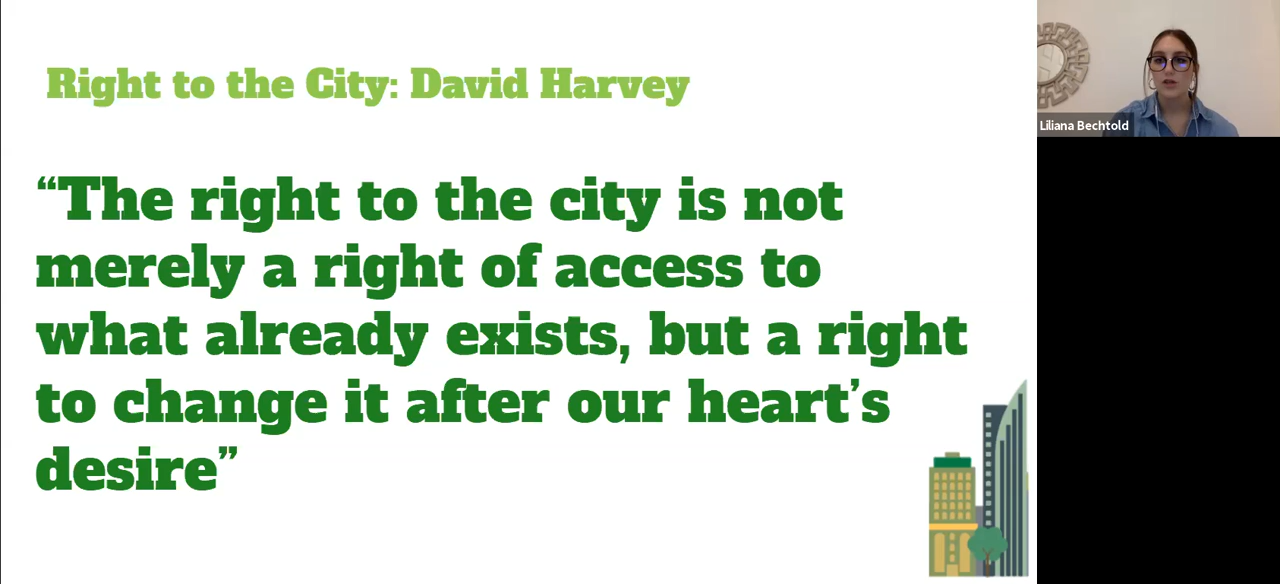 Right to the City: David Harvey
“The right to the city is not
merely a right of access to
what already exists, but a right
to change it after our heart’s
desire”
Liliana Bechtold